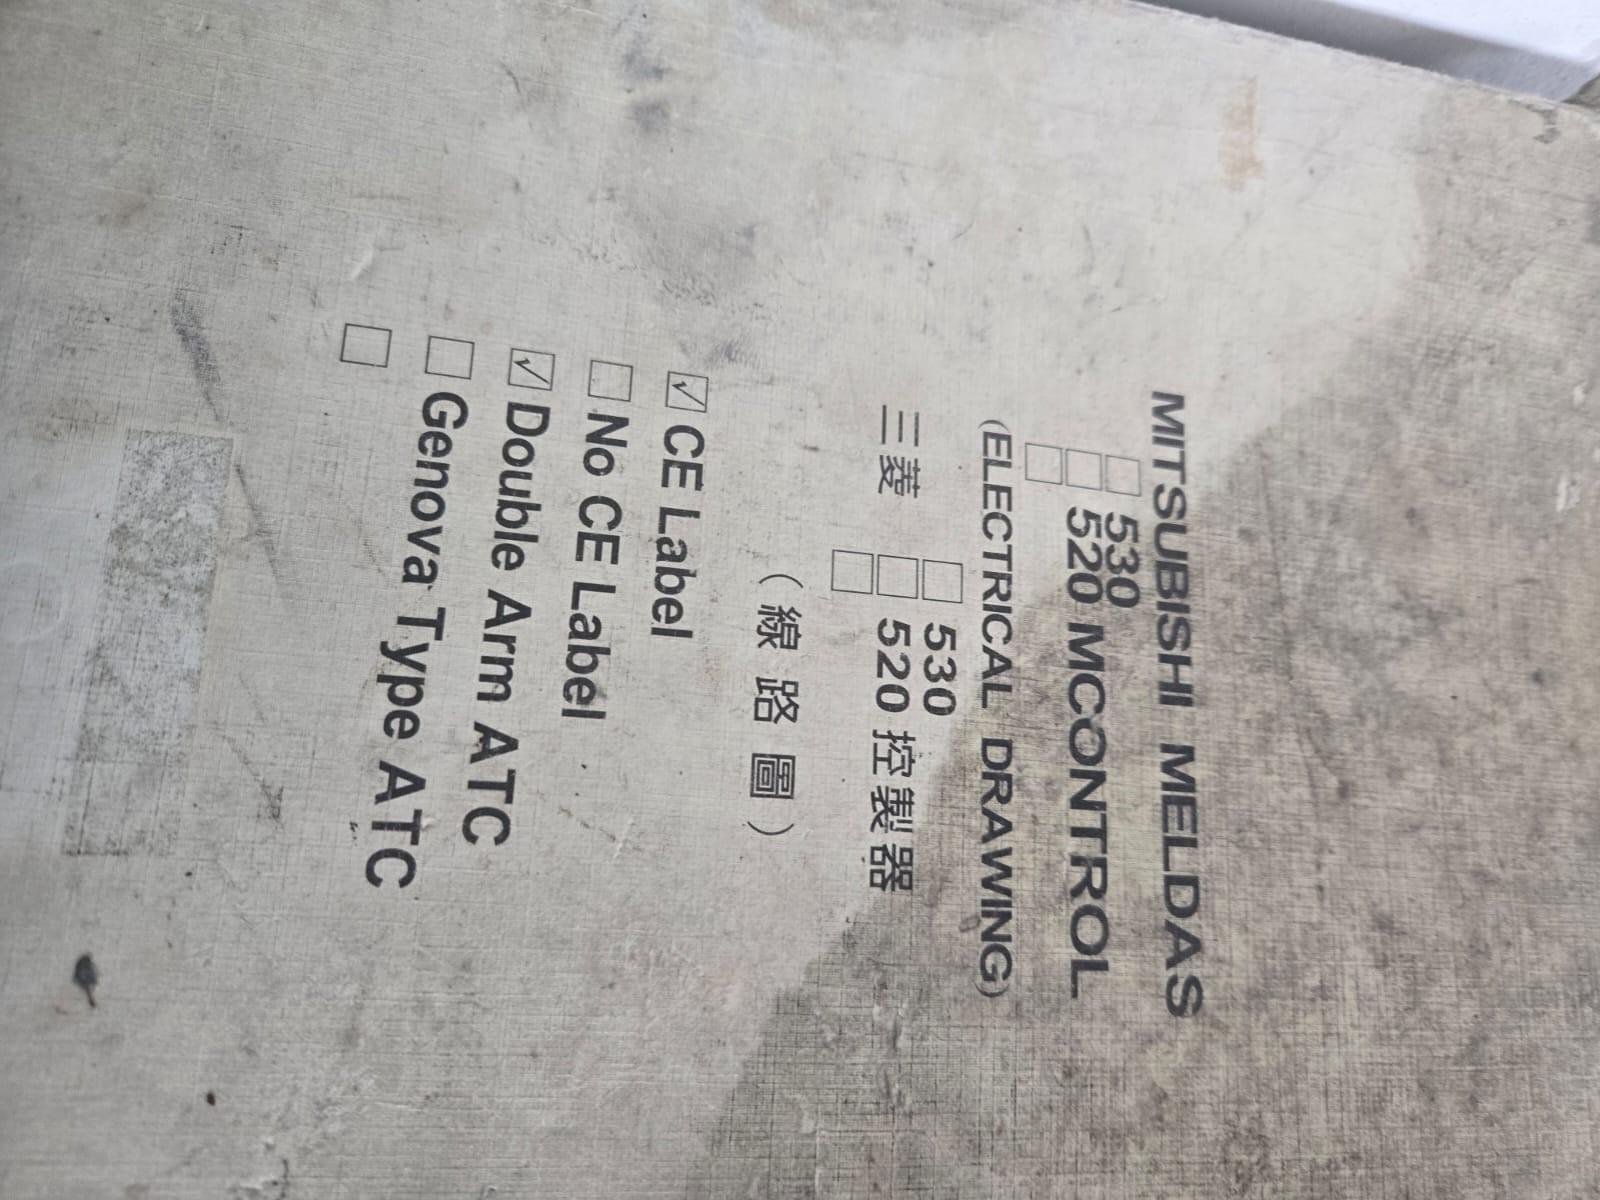 MITSUBISHI MELDAS
□ 530
□ 520 MCONTROL
□
(ELECTRICAL DRAWING)
□ 530
三菱 □ 520 控製器
□
（線路圖）
☑ CE Label
□ No CE Label
☑ Double Arm ATC
□ Genova Type ATC
□